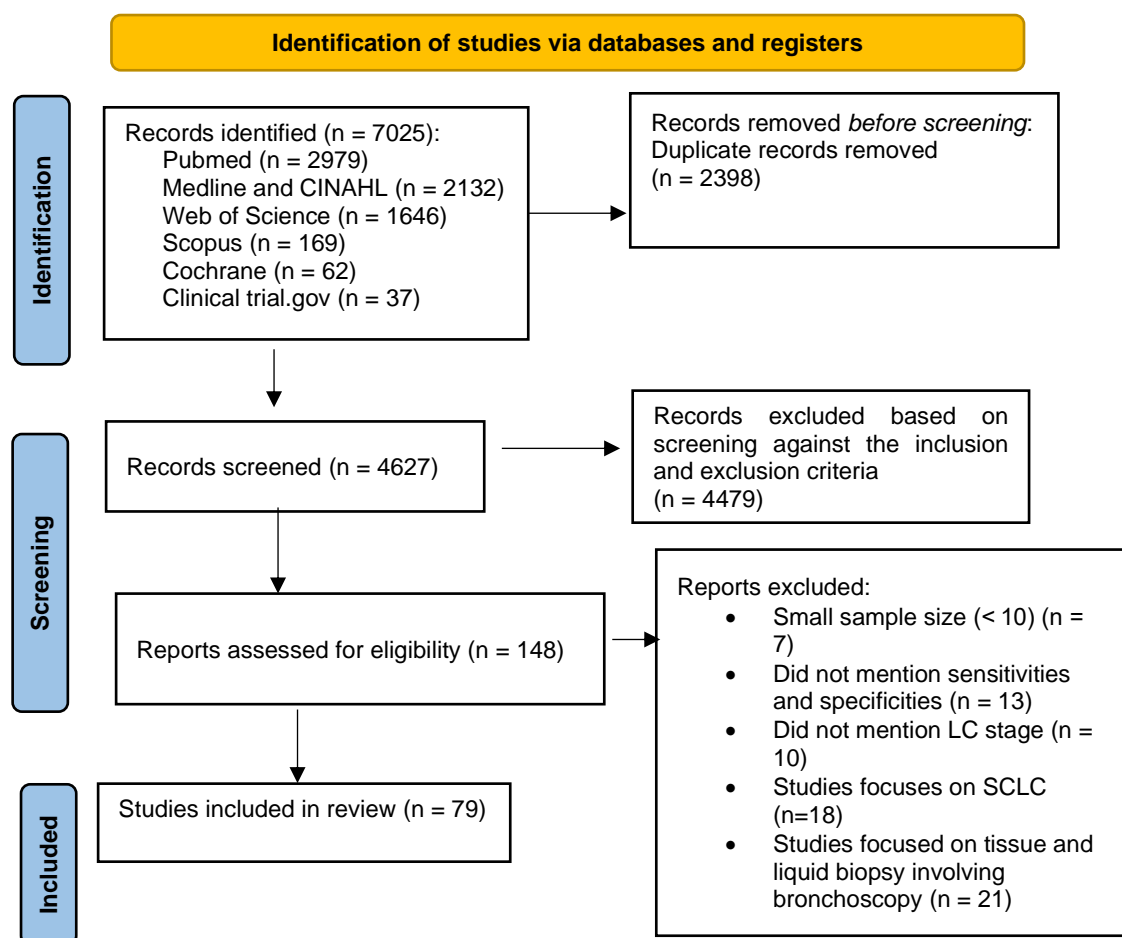 Identification of studies via databases and registers
Identification
Records identified (n = 7025):
Pubmed (n = 2979)
Medline and CINAHL (n = 2132)
Web of Science (n = 1646)
Scopus (n = 169)
Cochrane (n = 62)
Clinical trial.gov (n = 37)
Records removed before screening:
Duplicate records removed
(n = 2398)
Screening
Records screened (n = 4627)
Records excluded based on
screening against the inclusion
and exclusion criteria
(n = 4479)
Reports assessed for eligibility (n = 148)
Reports excluded:
• Small sample size (< 10) (n =
7)
• Did not mention sensitivities
and specificities (n = 13)
• Did not mention LC stage (n =
10)
• Studies focuses on SCLC
(n=18)
• Studies focused on tissue and
liquid biopsy involving
bronchoscopy (n = 21)
Included
Studies included in review (n = 79)